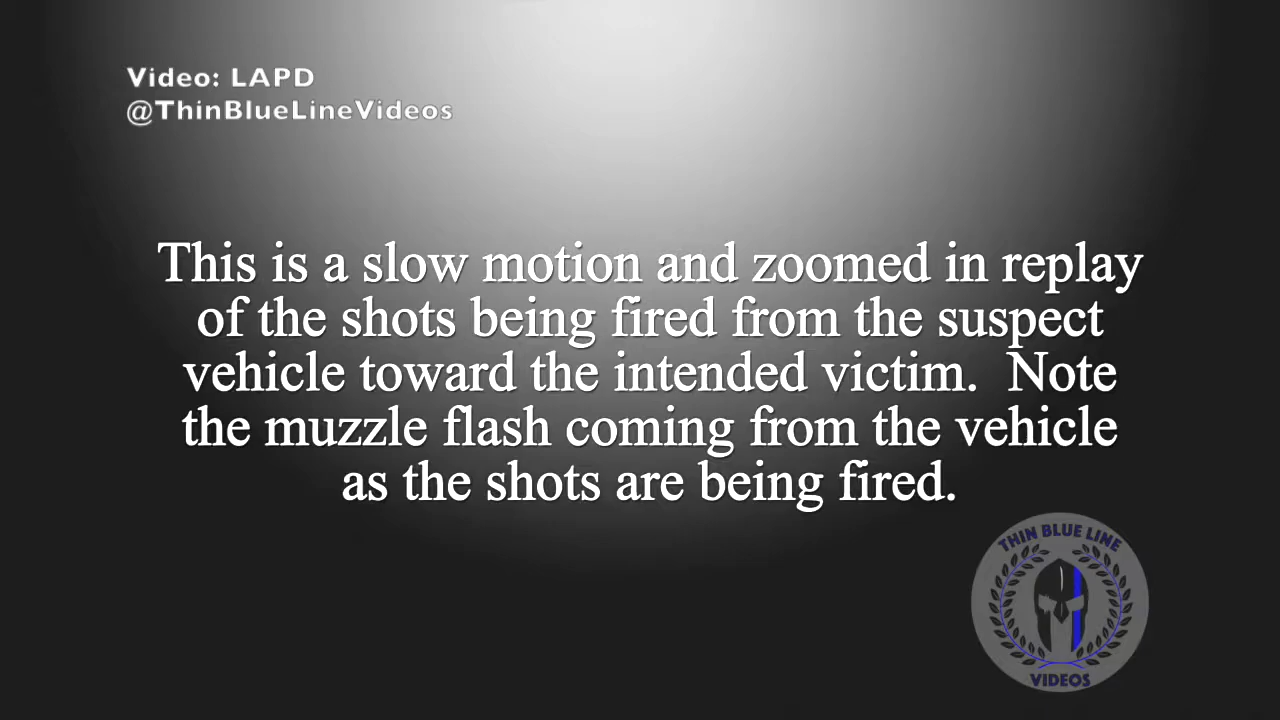 Video: LAPD
@ThinBlueLineVideos
This is a slow motion and zoomed in replay
of the shots being fired from the suspect
vehicle toward the intended victim.  Note
the muzzle flash coming from the vehicle
as the shots are being fired.
THIN BLUE LINE
VIDEOS